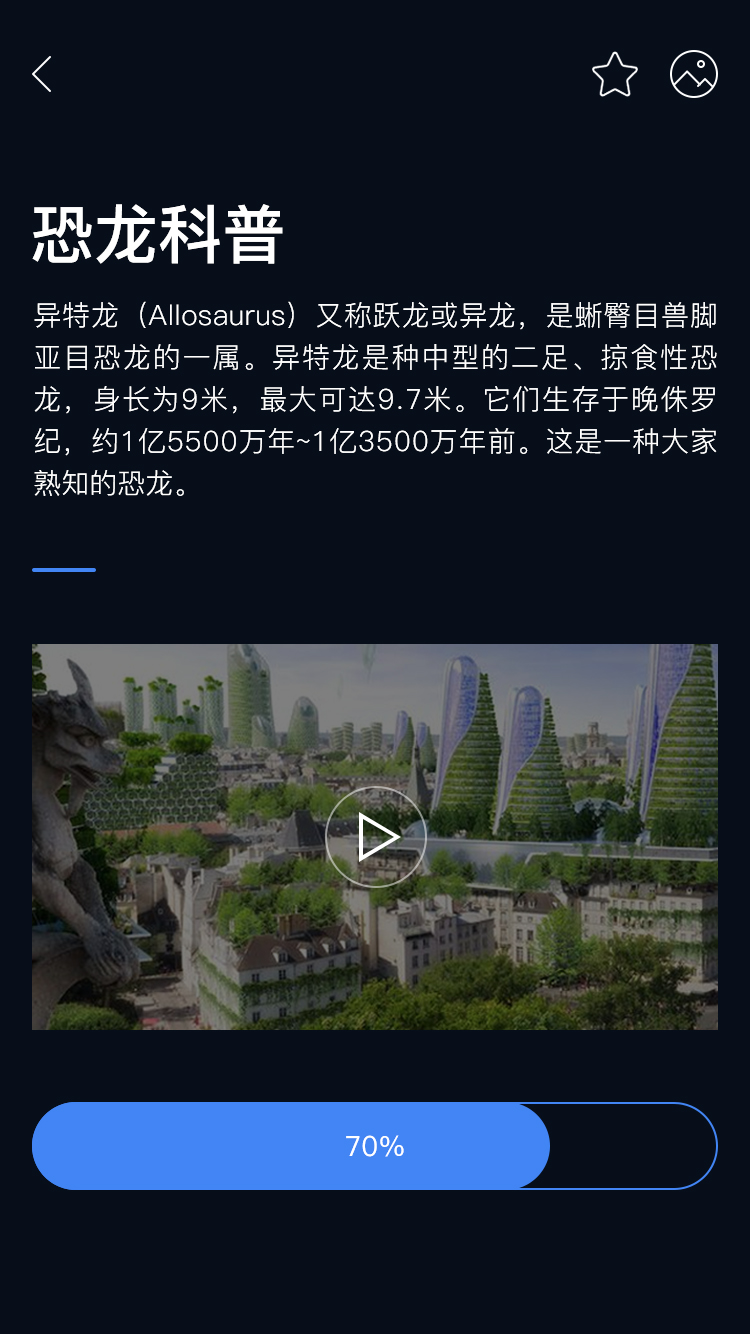 恐龙科普
异特龙（Allosaurus）又称跃龙或异龙，是蜥臀目兽脚
亚目恐龙的一属。异特龙是种中型的二足、掠食性恐
龙，身长为9米，最大可达9.7米。它们生存于晚侏罗
纪，约1亿5500万年~1亿3500万年前。这是一种大家
熟知的恐龙。
70%